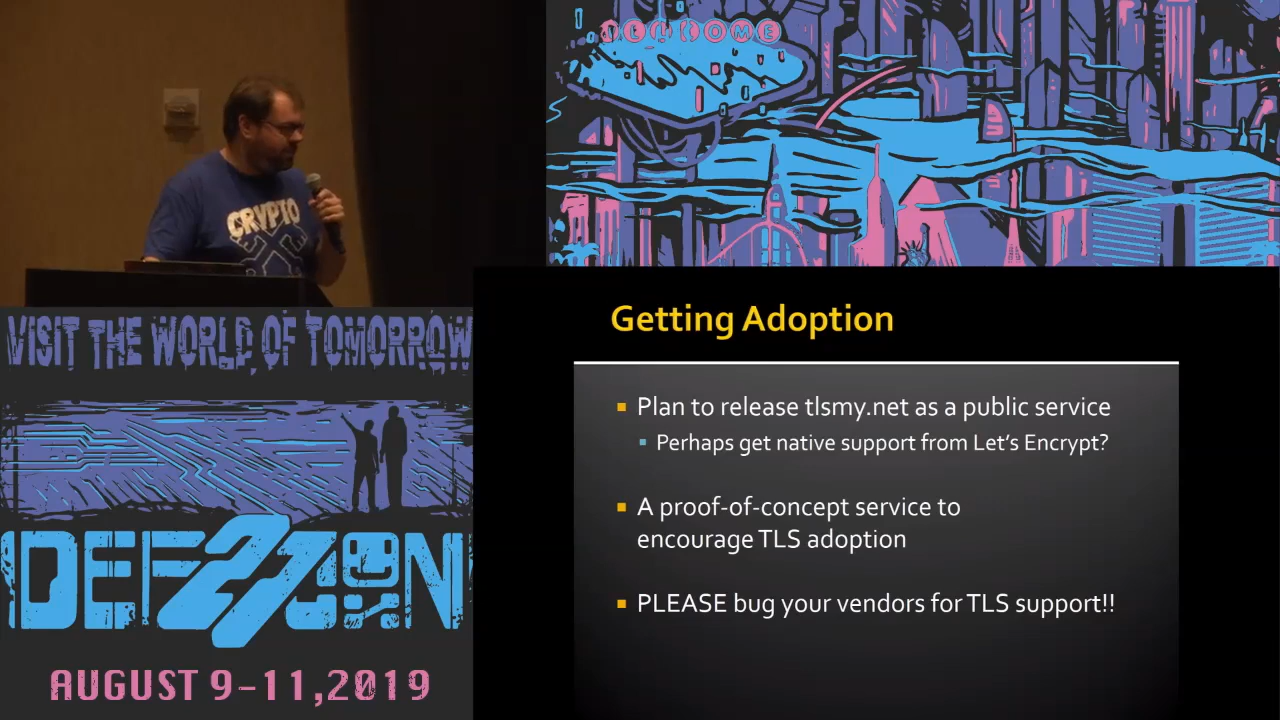 WELCOME
CRYPTO
VISIT THE WORLD OF TOMORROW
DEF CON
27
AUGUST 9-11,2019
Getting Adoption
Plan to release tlsmy.net as a public service
Perhaps get native support from Let's Encrypt?
A proof-of-concept service to
encourage TLS adoption
PLEASE bug your vendors for TLS support!!